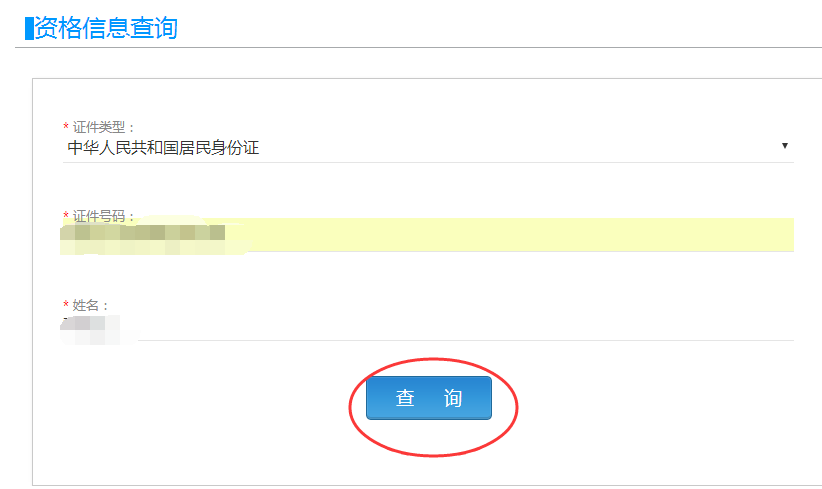 资格信息查询
* 证件类型：
中华人民共和国居民身份证
* 证件号码：
* 姓名：
查 询